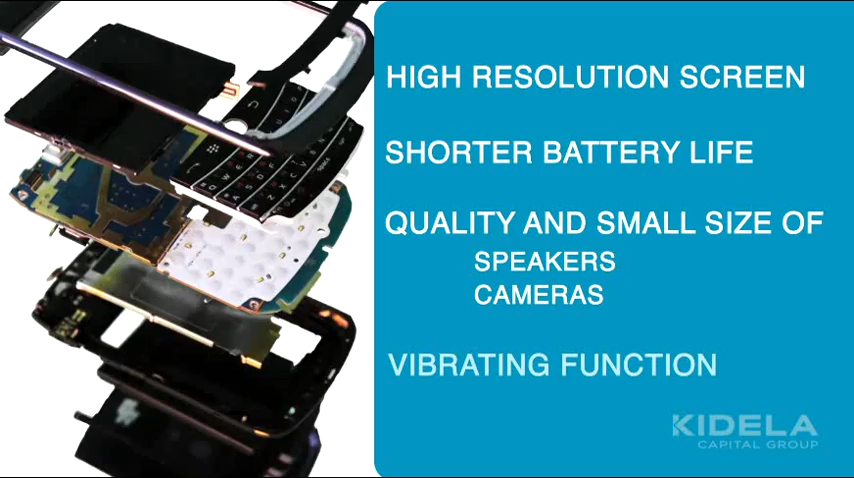 HIGH RESOLUTION SCREEN
SHORTER BATTERY LIFE
QUALITY AND SMALL SIZE OF
SPEAKERS
CAMERAS
VIBRATING FUNCTION
KIDELA
CAPITAL GROUP